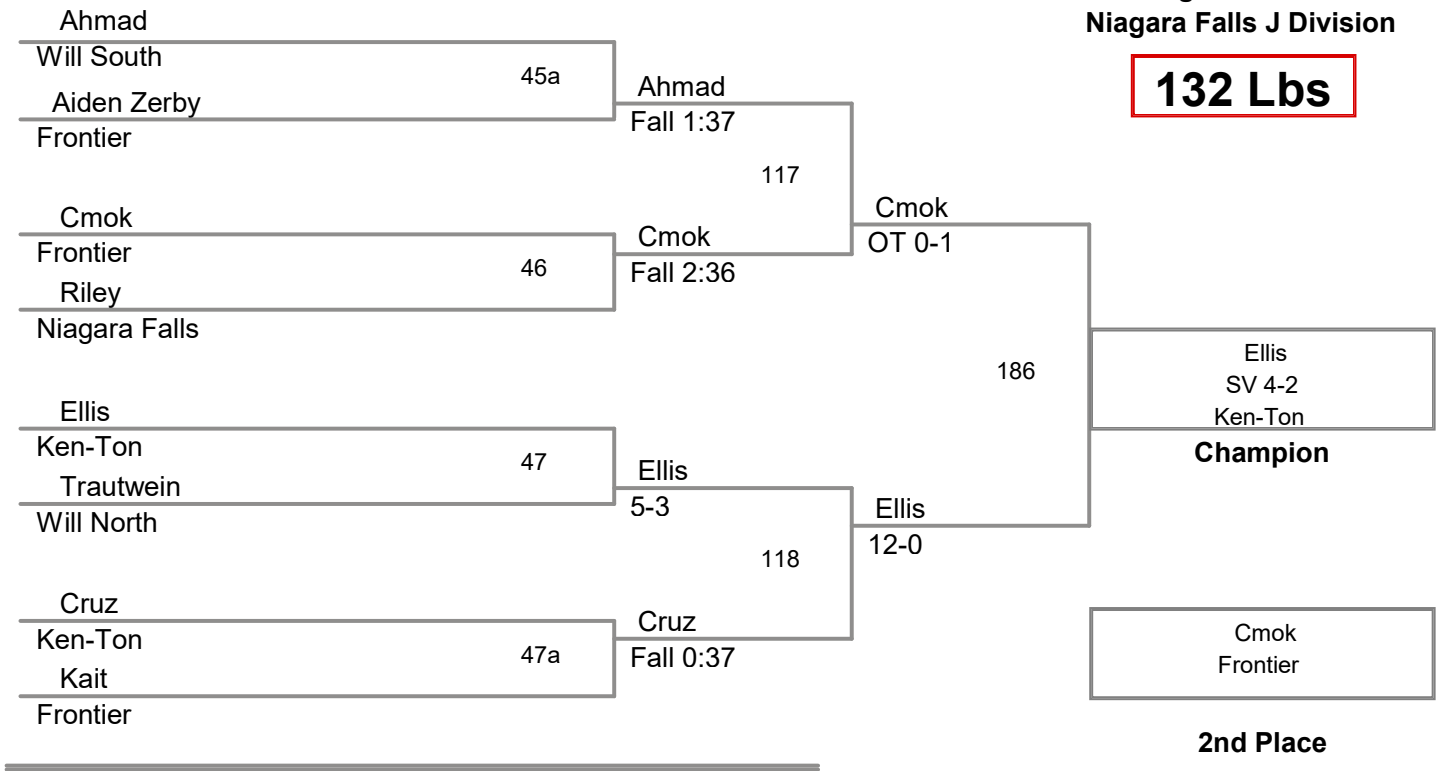 Niagara Falls J Division
132 Lbs
Ahmad
Will South
45a
Aiden Zerby
Frontier
Ahmad
Fall 1:37
117
Cmok
Frontier
46
Riley
Niagara Falls
Cmok
Fall 2:36
Cmok
OT 0-1
186
Ellis
SV 4-2
Ken-Ton
Champion
Ellis
Ken-Ton
47
Trautwein
Will North
Ellis
5-3
118
Ellis
12-0
Cruz
Ken-Ton
47a
Kait
Frontier
Cruz
Fall 0:37
Cmok
Frontier
2nd Place